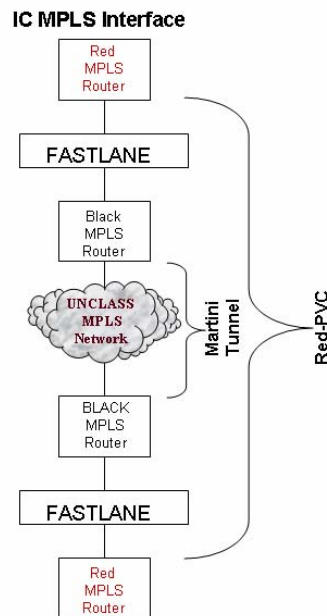 IC MPLS Interface
Red
MPLS
Router
FASTLANE
Black
MPLS
Router
UNCLASS
MPLS
Network
Martini
Tunnel
Red-PVC
BLACK
MPLS
Router
FASTLANE
Red
MPLS
Router